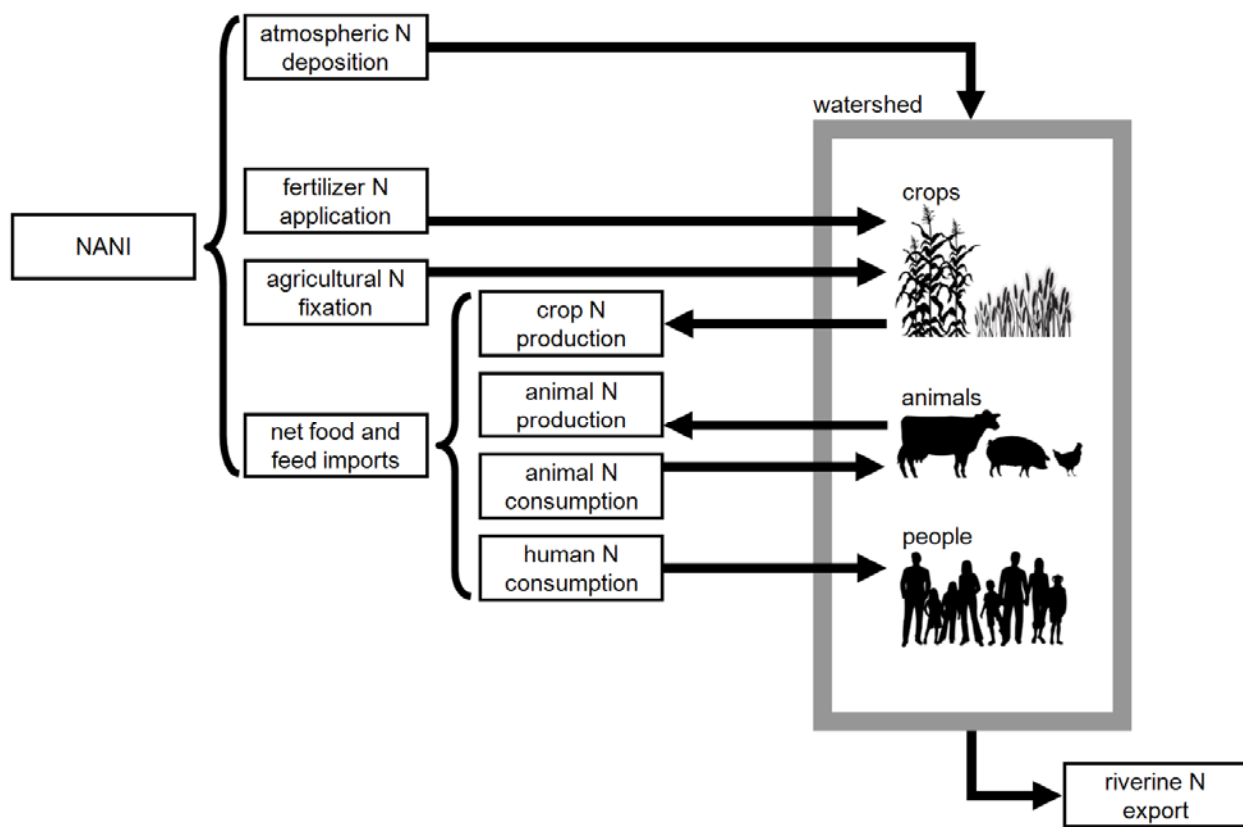 atmospheric N
deposition
watershed
fertilizer N
application
crops
NANI
agricultural N
fixation
crop N
production
animal N
production
animals
net food and
feed imports
animal N
consumption
people
human N
consumption
riverine N
export